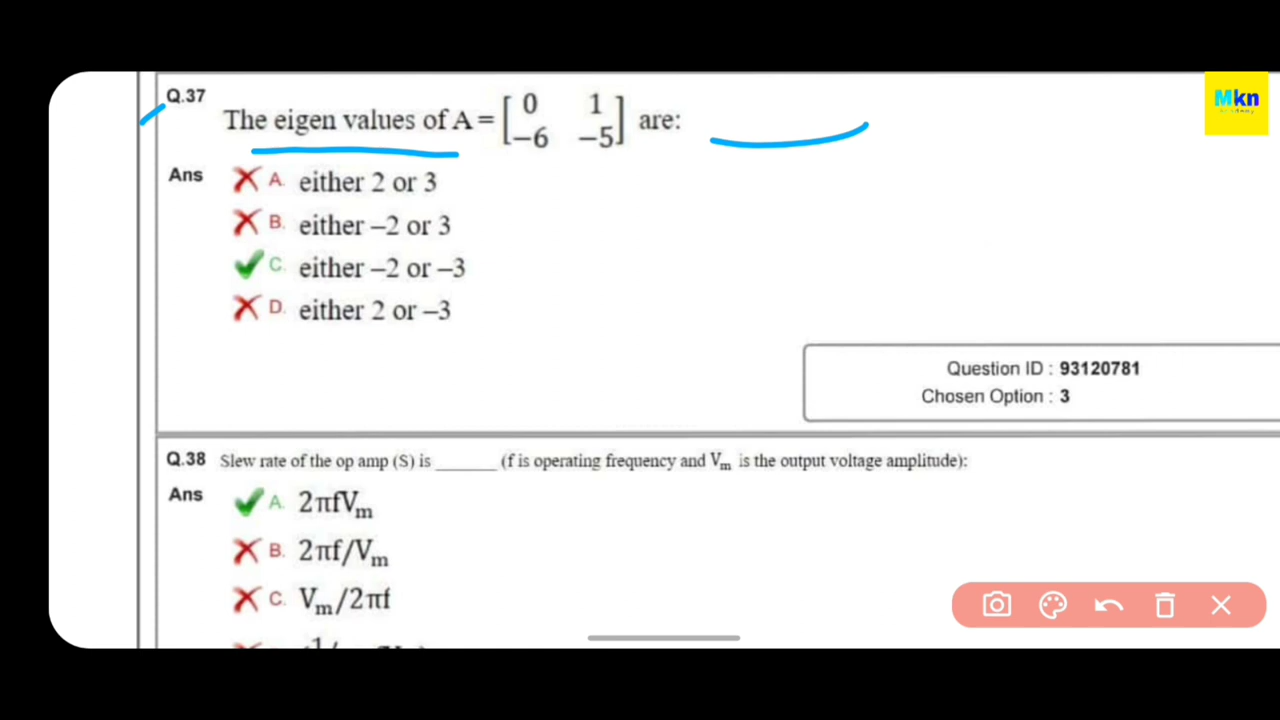 Mkn
Q.37
The eigen values of A = [0 1
−6 −5] are:
Ans
A. either 2 or 3
B. either –2 or 3
C. either –2 or –3
D. either 2 or –3
Question ID : 93120781
Chosen Option : 3
Q.38 Slew rate of the op amp (S) is ______ (f is operating frequency and Vm is the output voltage amplitude):
Ans
A. 2πfVm
B. 2πf/Vm
C. Vm/2πf